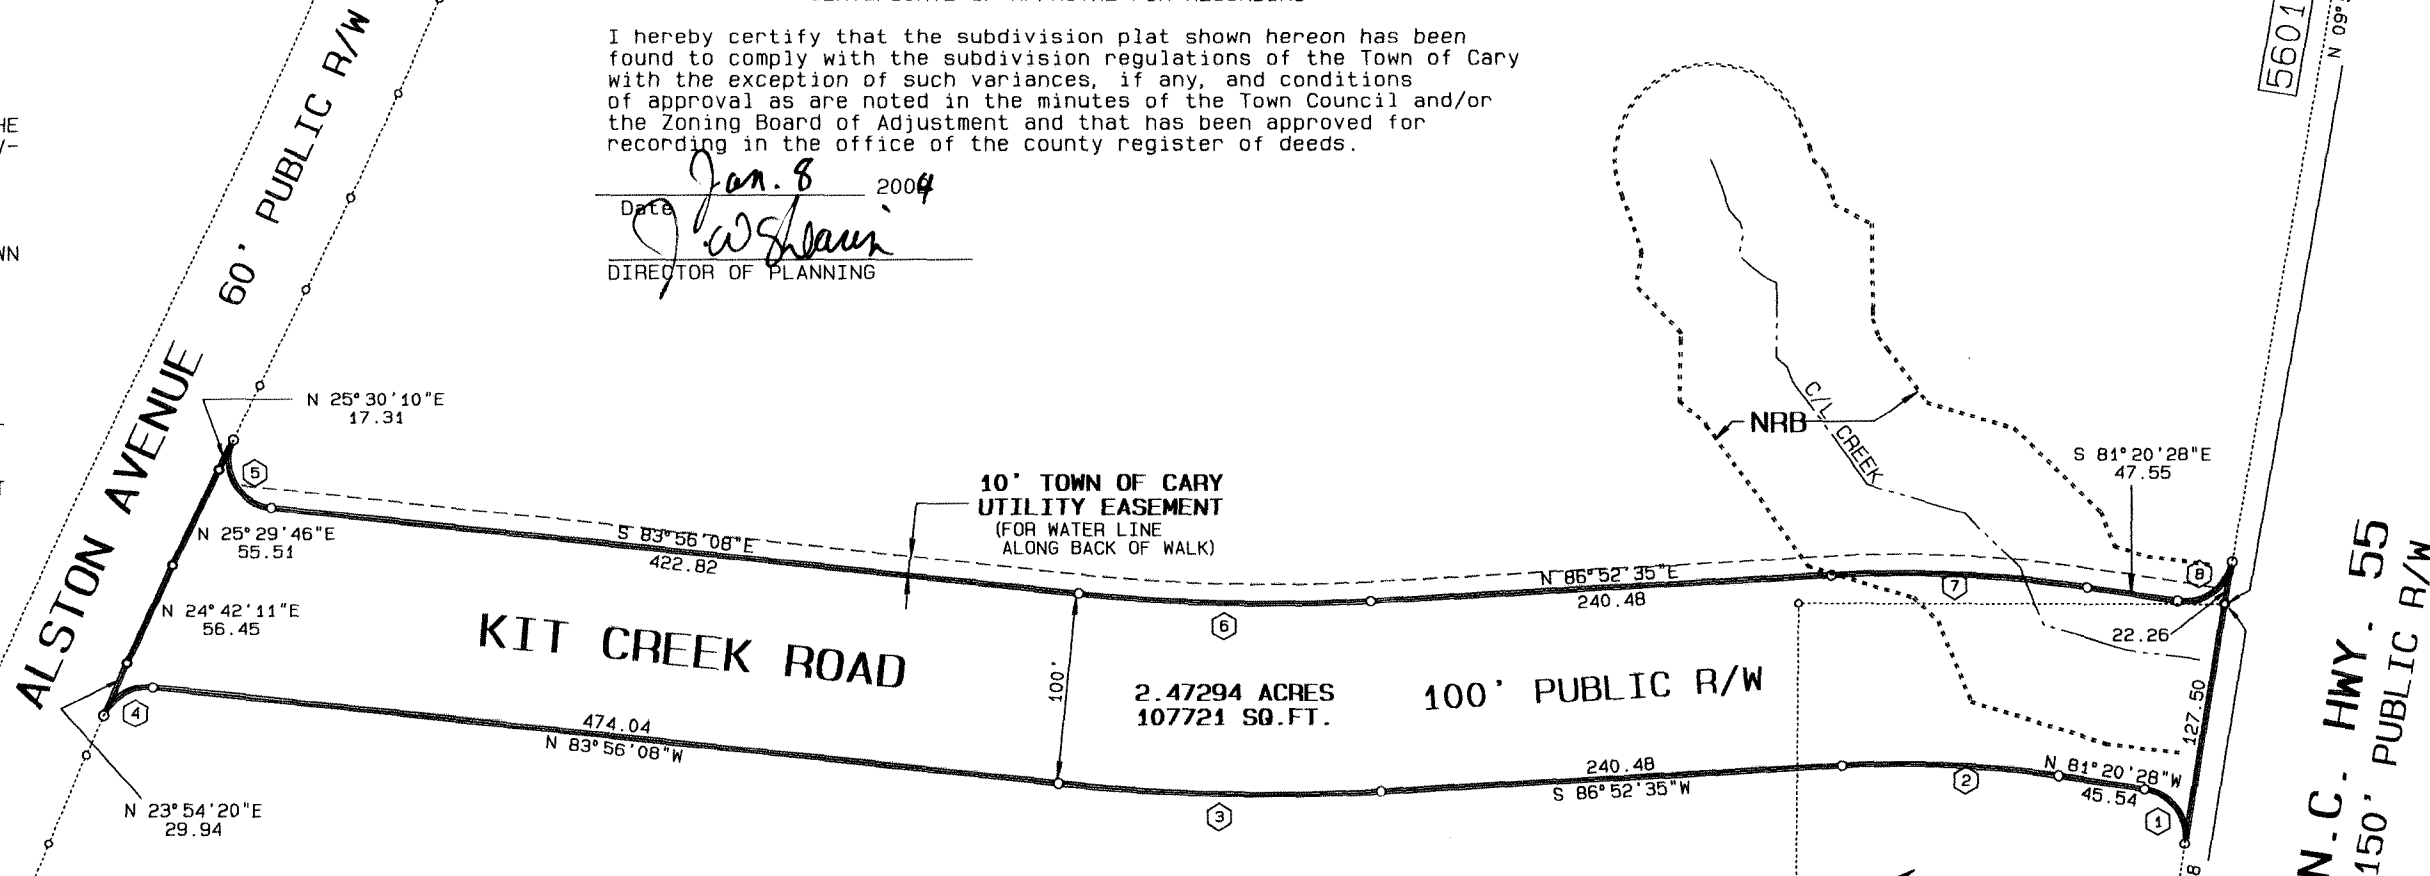 I hereby certify that the subdivision plat shown hereon has been
found to comply with the subdivision regulations of the Town of Cary
with the exception of such variances, if any, and conditions
of approval as are noted in the minutes of the Town Council and/or
the Zoning Board of Adjustment and that has been approved for
recording in the office of the county register of deeds.
Jan. 8 2004
Date
DIRECTOR OF PLANNING
ALSTON AVENUE 60' PUBLIC R/W
5601
N 09°
N 25°30'10"E
17.31
5
N 25°29'46"E
55.51
N 24°42'11"E
56.45
4
N 23°54'20"E
29.94
S 83°56'08"E
422.82
10' TOWN OF CARY
UTILITY EASEMENT
(FOR WATER LINE
ALONG BACK OF WALK)
KIT CREEK ROAD
100'
474.04
N 83°56'08"W
6
2.47294 ACRES
107721 SQ.FT.
3
100' PUBLIC R/W
N 86°52'35"E
240.48
240.48
S 86°52'35"W
NRB
C/L CREEK
7
S 81°20'28"E
47.55
8
22.26
127.50
2
N 81°20'28"W
45.54
1
N.C. HWY. 55
150' PUBLIC R/W